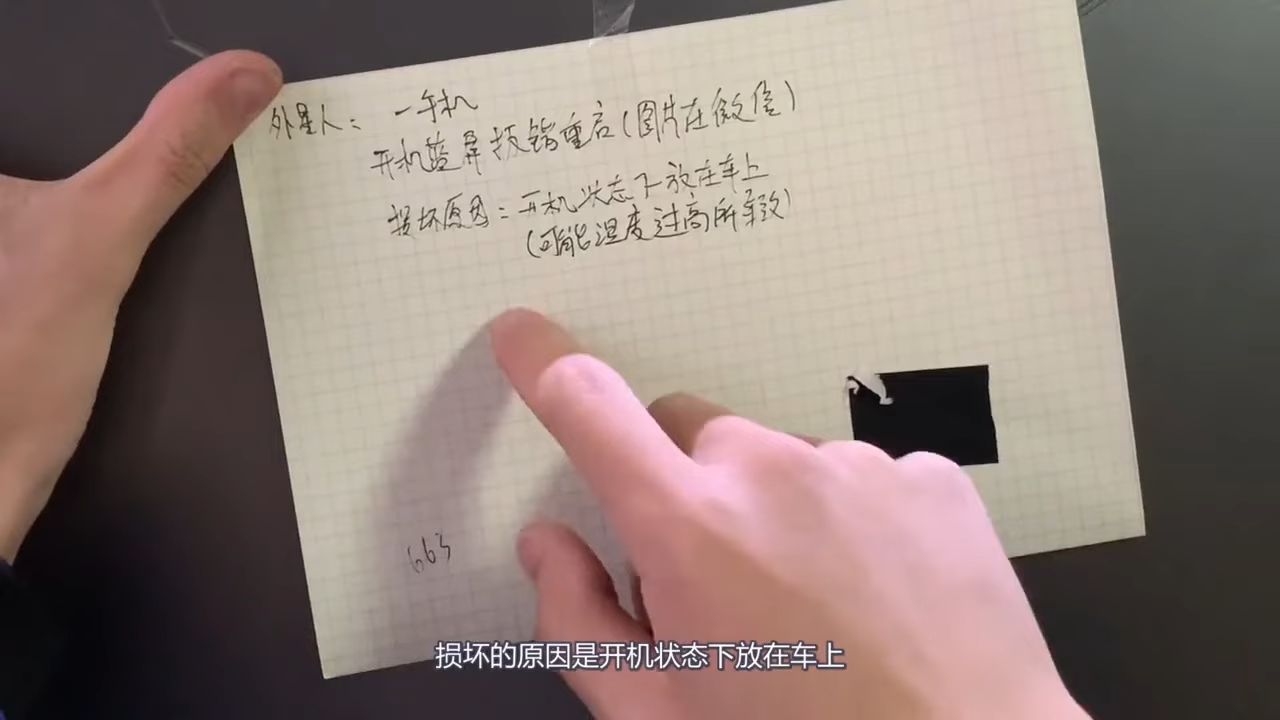 外星人：一手机
开机蓝屏报错重启(图片在微信)
损坏原因：开机状态下放在车上
(可能温度过高所导致)
663
损坏的原因是开机状态下放在车上